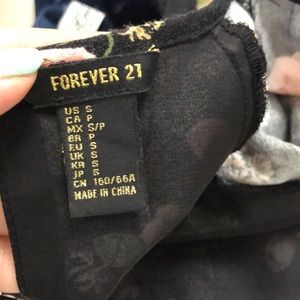 FOREVER 21
US S
CA P
MX S/P
BR P
EU S
UK S
KR S
JP S
CN 160/66A
MADE IN CHINA